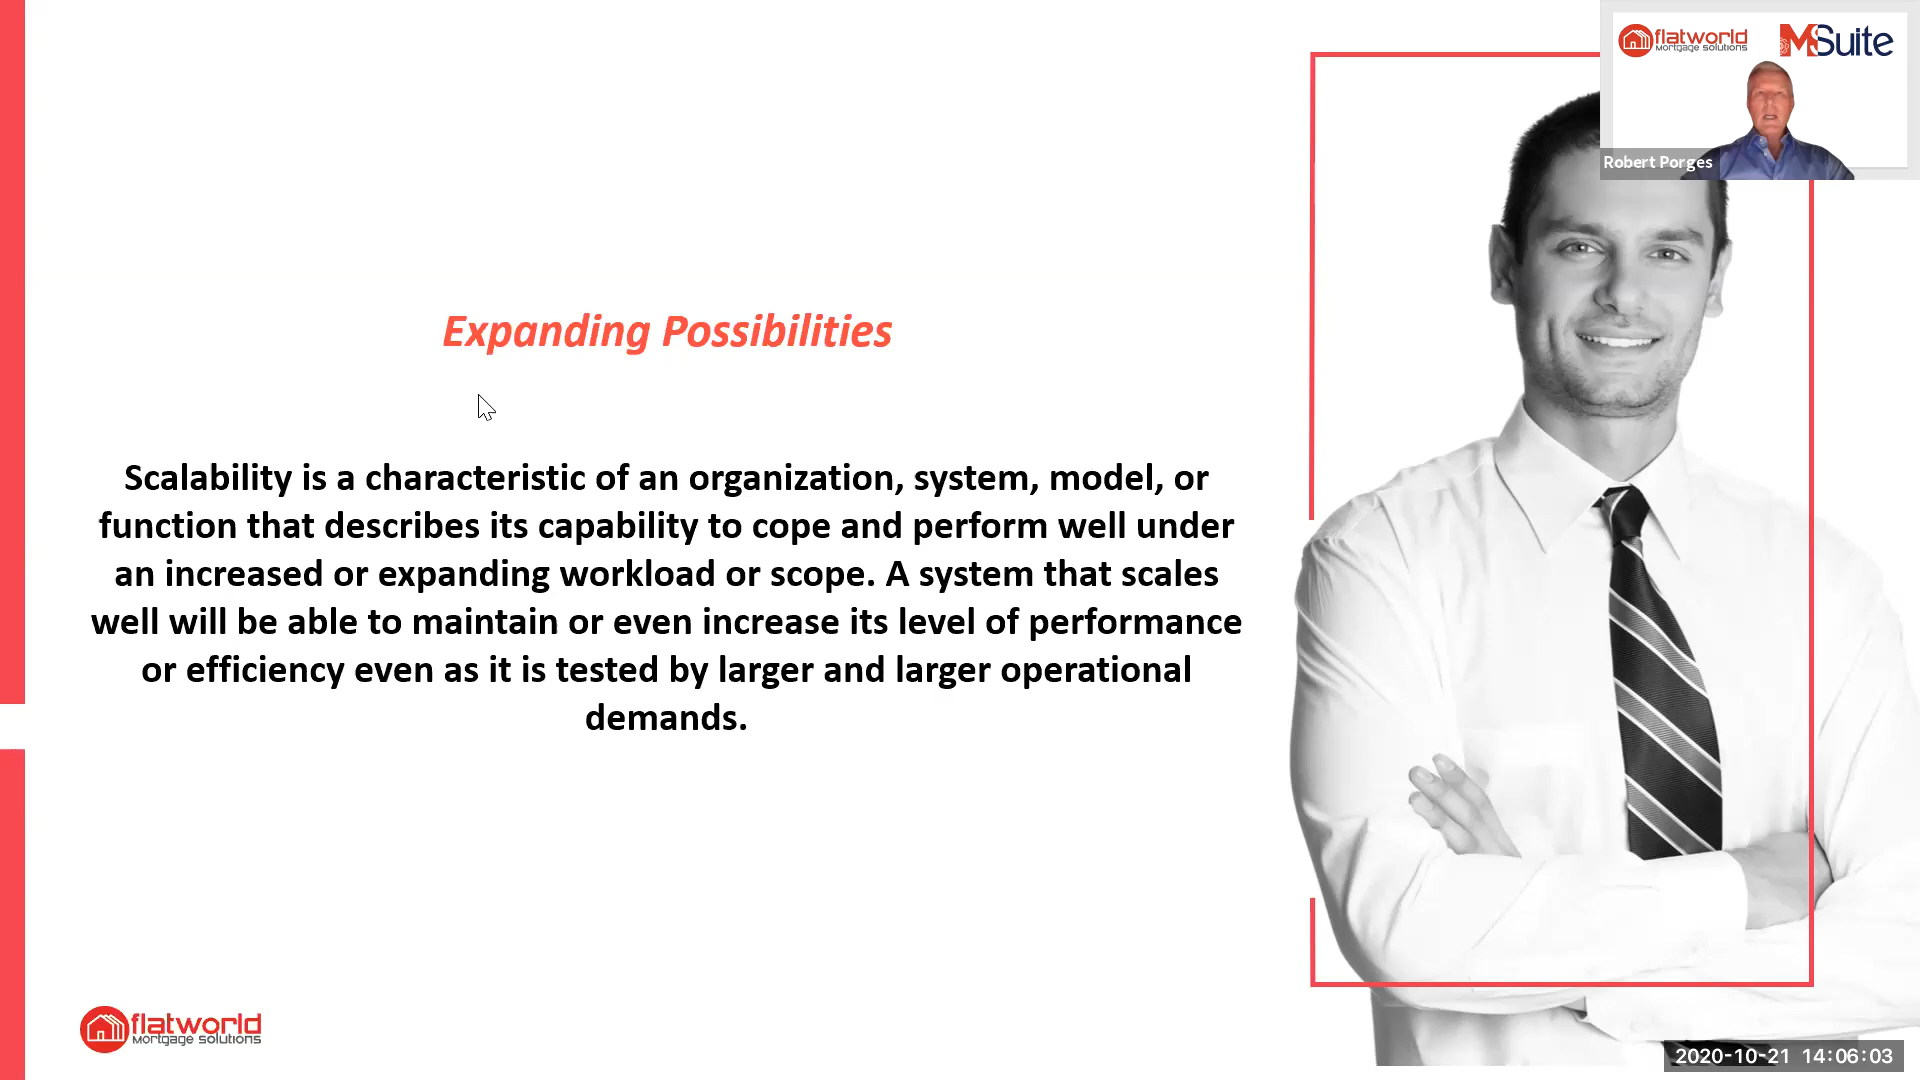 flatworld
Mortgage Solutions
MSuite
Robert Porges
Expanding Possibilities
Scalability is a characteristic of an organization, system, model, or
function that describes its capability to cope and perform well under
an increased or expanding workload or scope. A system that scales
well will be able to maintain or even increase its level of performance
or efficiency even as it is tested by larger and larger operational
demands.
flatworld
Mortgage Solutions
2020-10-21 14:06:03